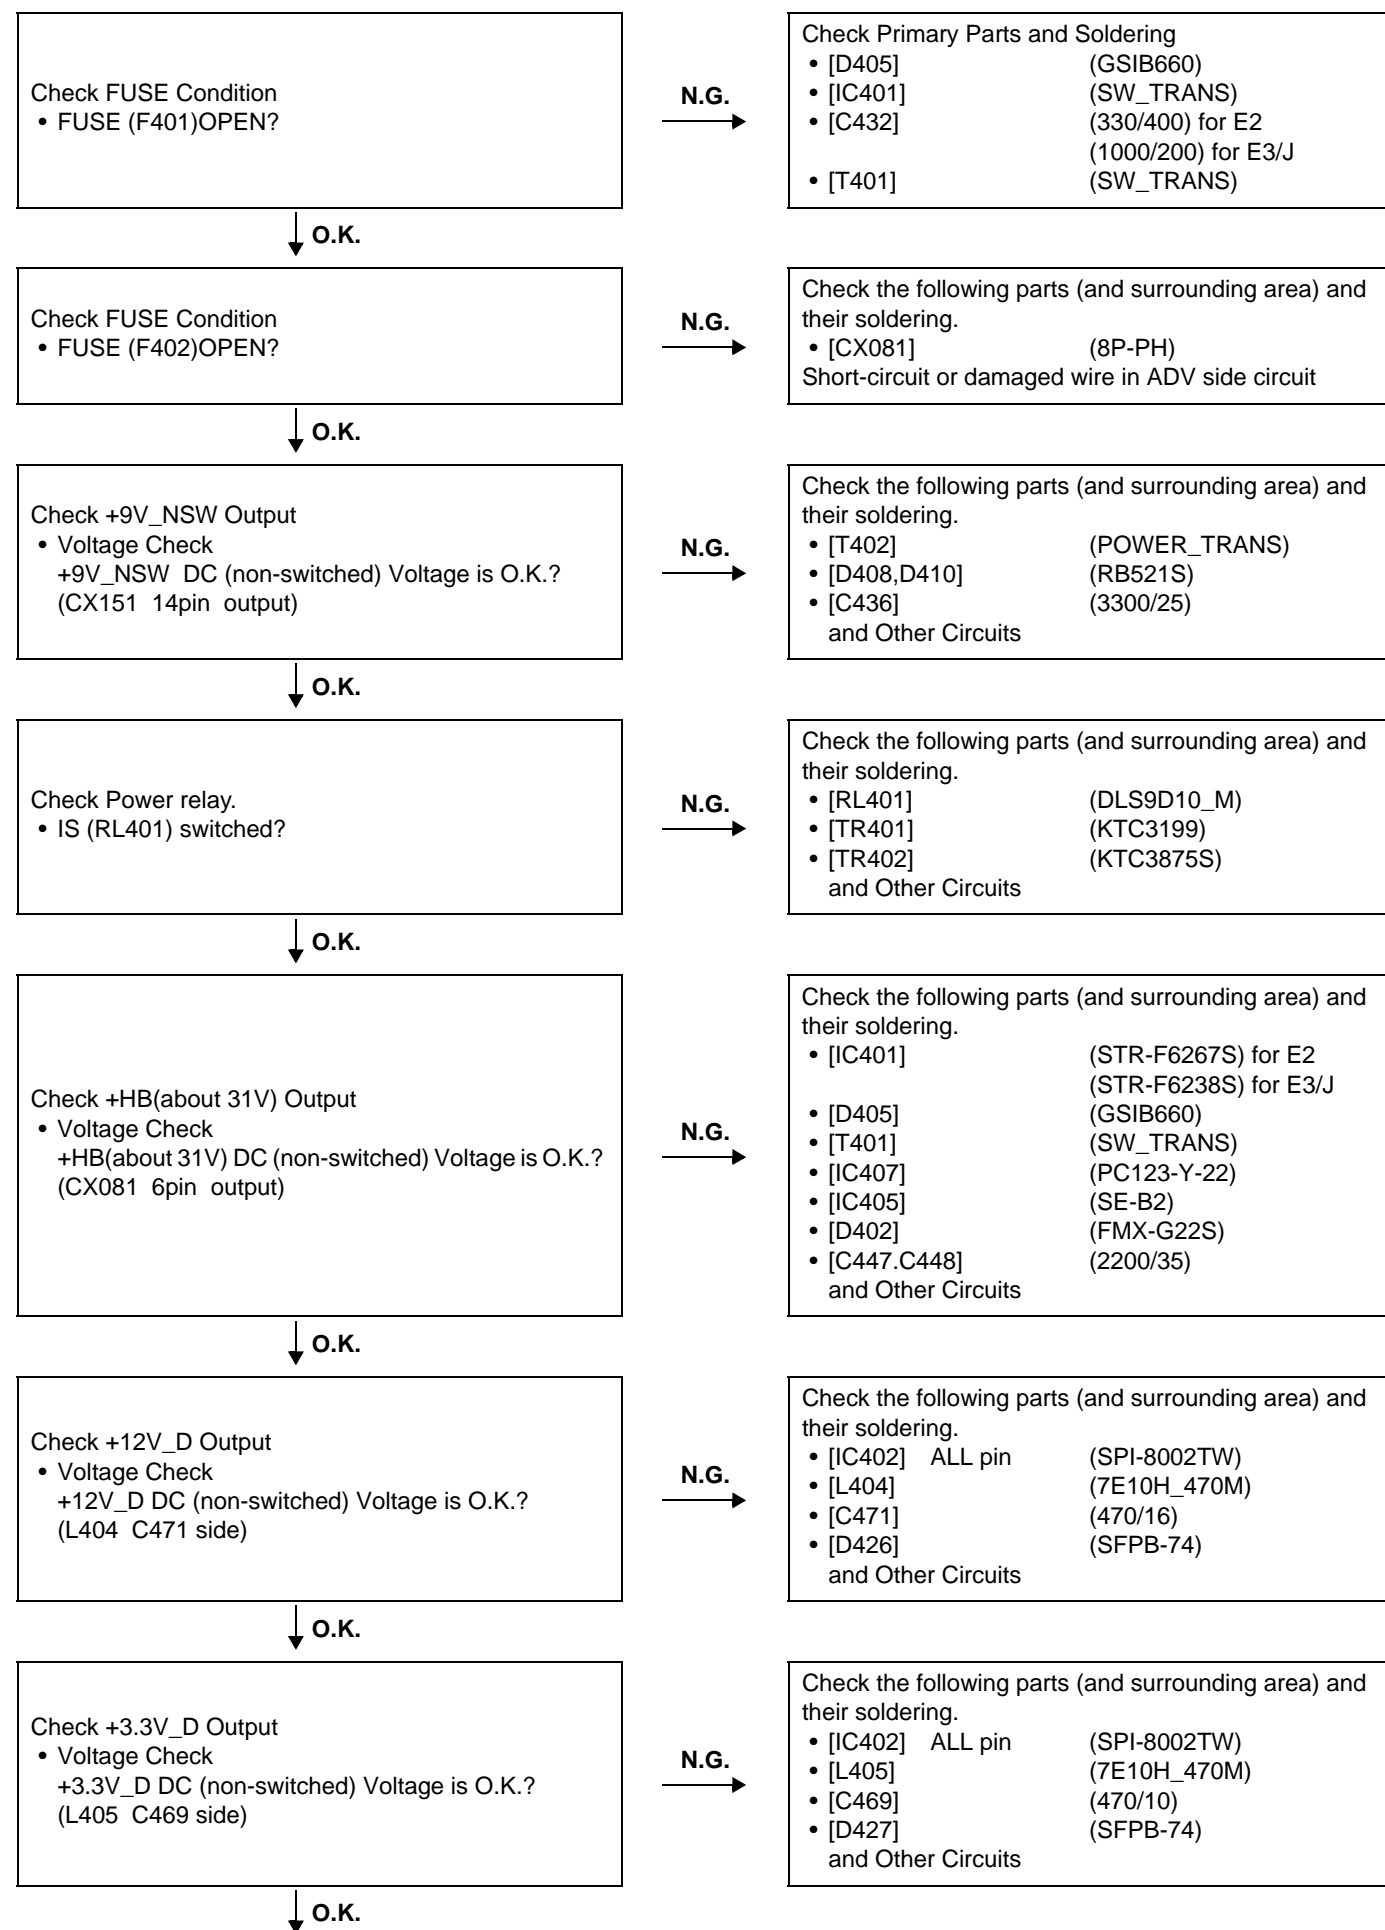 Check FUSE Condition
• FUSE (F401)OPEN?
N.G.
Check Primary Parts and Soldering
• [D405] (GSIB660)
• [IC401] (SW_TRANS)
• [C432] (330/400) for E2
(1000/200) for E3/J
• [T401] (SW_TRANS)
O.K.
Check FUSE Condition
• FUSE (F402)OPEN?
N.G.
Check the following parts (and surrounding area) and
their soldering.
• [CX081] (8P-PH)
Short-circuit or damaged wire in ADV side circuit
O.K.
Check +9V_NSW Output
• Voltage Check
+9V_NSW DC (non-switched) Voltage is O.K.?
(CX151 14pin output)
N.G.
Check the following parts (and surrounding area) and
their soldering.
• [T402] (POWER_TRANS)
• [D408,D410] (RB521S)
• [C436] (3300/25)
and Other Circuits
O.K.
Check Power relay.
• IS (RL401) switched?
N.G.
Check the following parts (and surrounding area) and
their soldering.
• [RL401] (DLS9D10_M)
• [TR401] (KTC3199)
• [TR402] (KTC3875S)
and Other Circuits
O.K.
Check +HB(about 31V) Output
• Voltage Check
+HB(about 31V) DC (non-switched) Voltage is O.K.?
(CX081 6pin output)
N.G.
Check the following parts (and surrounding area) and
their soldering.
• [IC401] (STR-F6267S) for E2
(STR-F6238S) for E3/J
• [D405] (GSIB660)
• [T401] (SW_TRANS)
• [IC407] (PC123-Y-22)
• [IC405] (SE-B2)
• [D402] (FMX-G22S)
• [C447.C448] (2200/35)
and Other Circuits
O.K.
Check +12V_D Output
• Voltage Check
+12V_D DC (non-switched) Voltage is O.K.?
(L404 C471 side)
N.G.
Check the following parts (and surrounding area) and
their soldering.
• [IC402] ALL pin (SPI-8002TW)
• [L404] (7E10H_470M)
• [C471] (470/16)
• [D426] (SFPB-74)
and Other Circuits
O.K.
Check +3.3V_D Output
• Voltage Check
+3.3V_D DC (non-switched) Voltage is O.K.?
(L405 C469 side)
N.G.
Check the following parts (and surrounding area) and
their soldering.
• [IC402] ALL pin (SPI-8002TW)
• [L405] (7E10H_470M)
• [C469] (470/10)
• [D427] (SFPB-74)
and Other Circuits
O.K.